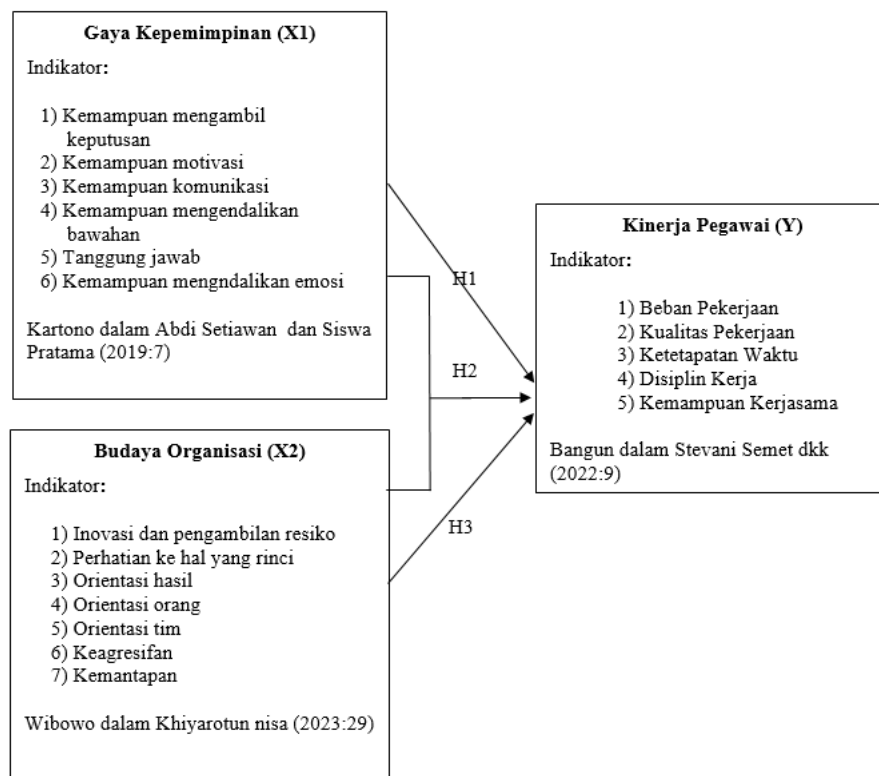 Gaya Kepemimpinan (X1)
Indikator:
1) Kemampuan mengambil
keputusan
2) Kemampuan motivasi
3) Kemampuan komunikasi
4) Kemampuan mengendalikan
bawahan
5) Tanggung jawab
6) Kemampuan mengndalikan emosi
Kartono dalam Abdi Setiawan dan Siswa
Pratama (2019:7)
Budaya Organisasi (X2)
Indikator:
1) Inovasi dan pengambilan resiko
2) Perhatian ke hal yang rinci
3) Orientasi hasil
4) Orientasi orang
5) Orientasi tim
6) Keagresifan
7) Kemantapan
Wibowo dalam Khiyarotun nisa (2023:29)
H1
H2
H3
Kinerja Pegawai (Y)
Indikator:
1) Beban Pekerjaan
2) Kualitas Pekerjaan
3) Ketetapatan Waktu
4) Disiplin Kerja
5) Kemampuan Kerjasama
Bangun dalam Stevani Semet dkk
(2022:9)